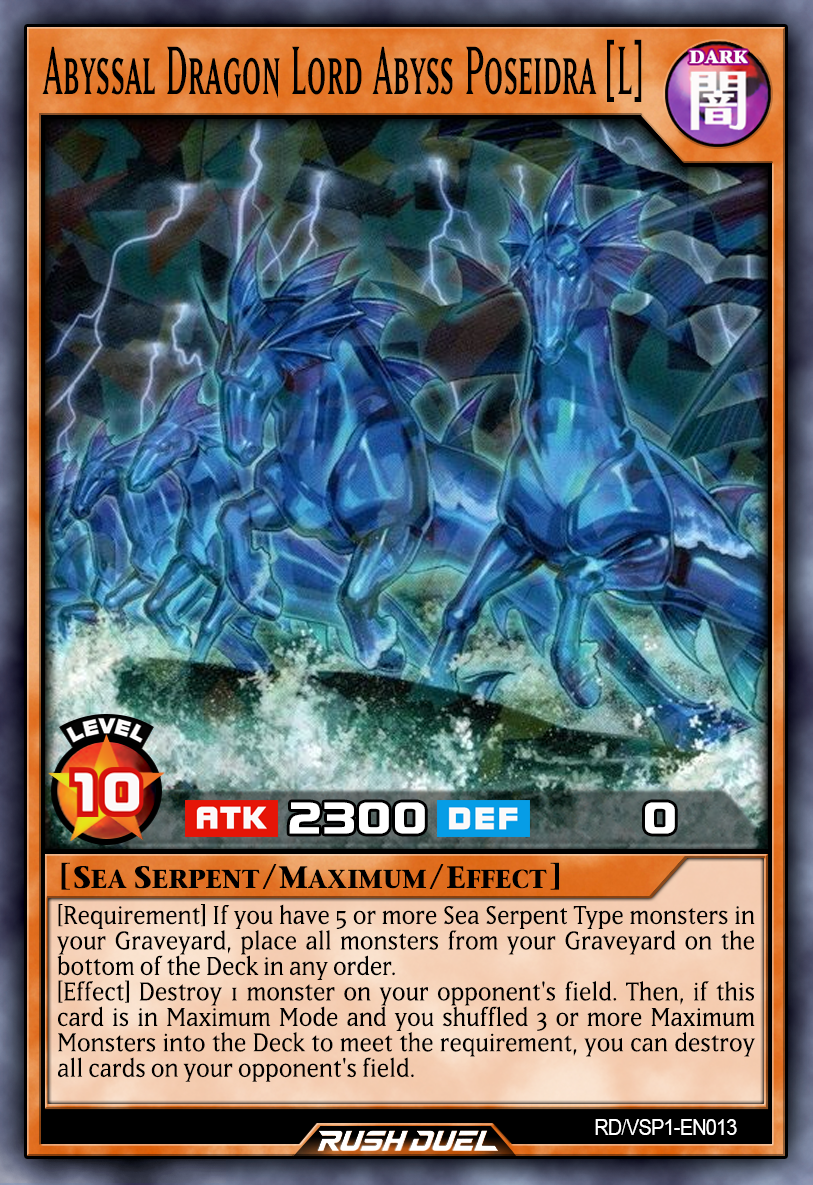 Abyssal Dragon Lord Abyss Poseidra [L]
DARK
闇
LEVEL
10
ATK 2300 DEF 0
[Sea Serpent/Maximum/Effect]
[Requirement] If you have 5 or more Sea Serpent Type monsters in
your Graveyard, place all monsters from your Graveyard on the
bottom of the Deck in any order.
[Effect] Destroy 1 monster on your opponent's field. Then, if this
card is in Maximum Mode and you shuffled 3 or more Maximum
Monsters into the Deck to meet the requirement, you can destroy
all cards on your opponent's field.
RUSH DUEL
RD/VSP1-EN013